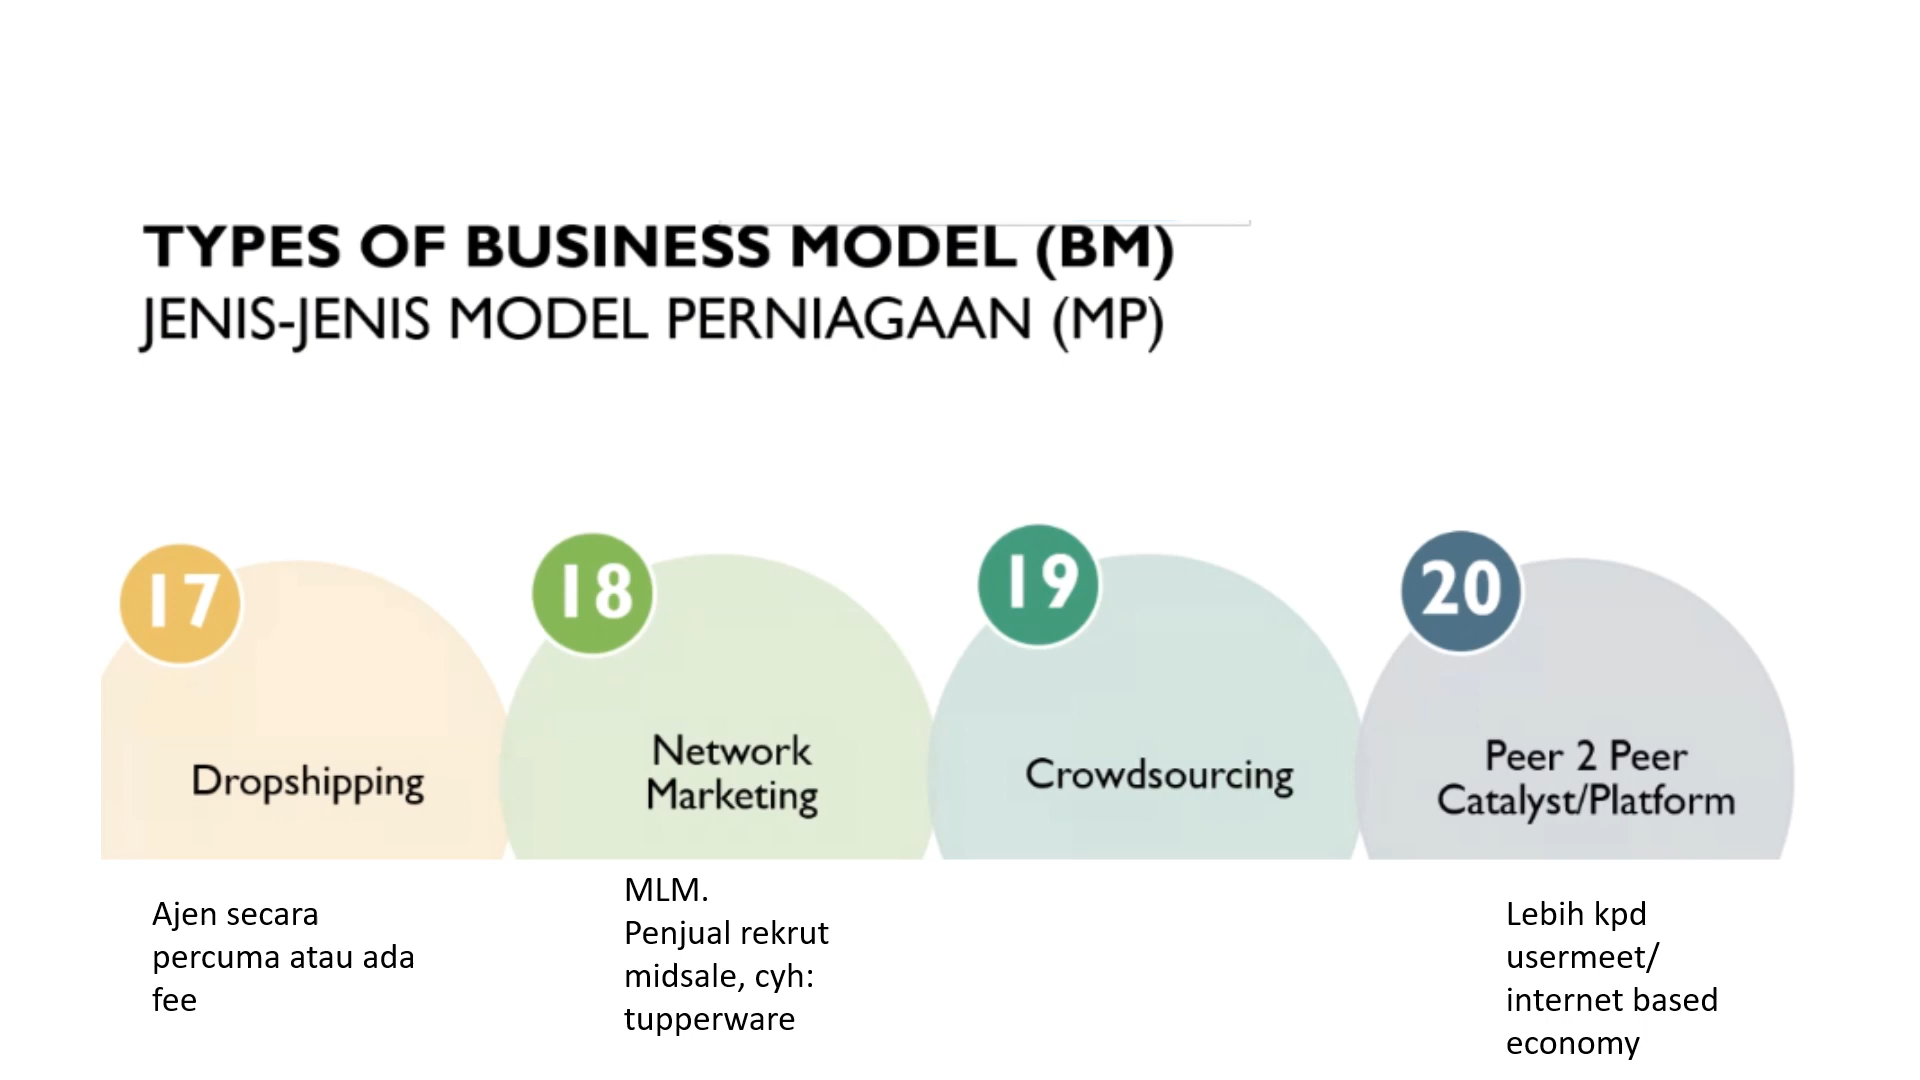 TYPES OF BUSINESS MODEL (BM)
JENIS-JENIS MODEL PERNIAGAAN (MP)
17
Dropshipping
Ajen secara
percuma atau ada
fee
18
Network
Marketing
MLM.
Penjual rekrut
midsale, cyh:
tupperware
19
Crowdsourcing
20
Peer 2 Peer
Catalyst/Platform
Lebih kpd
usermeet/
internet based
economy